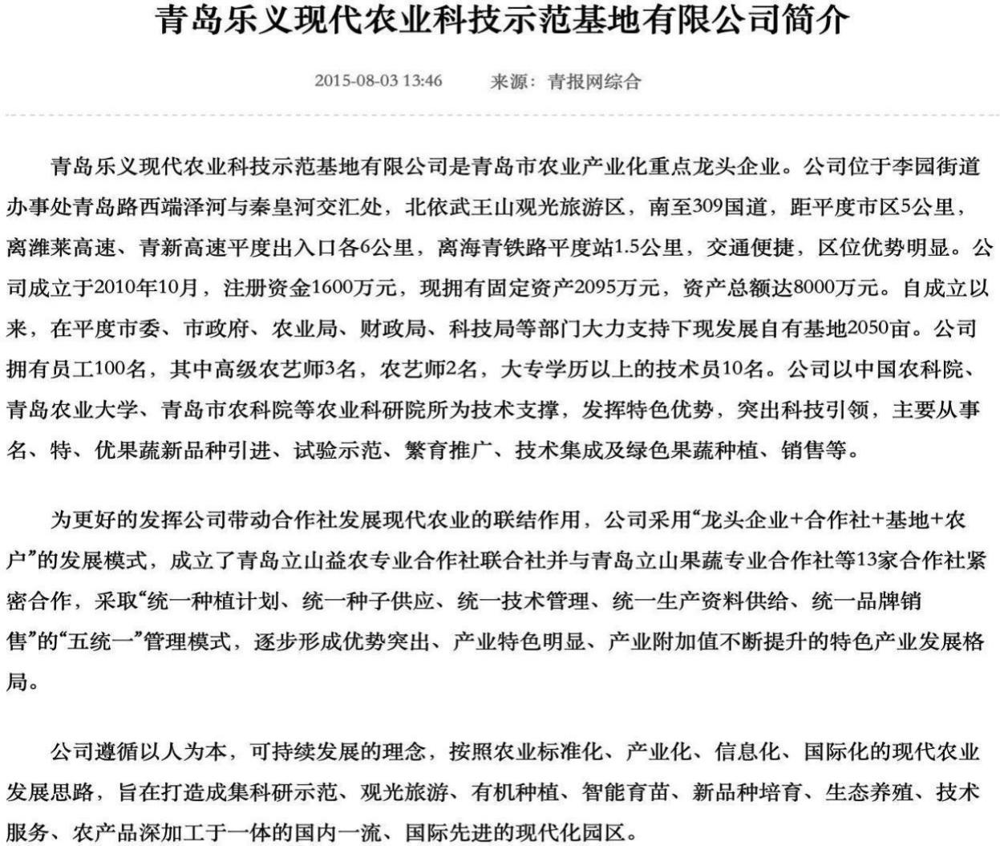 青岛乐义现代农业科技示范基地有限公司简介
2015-08-03 13:46 来源：青报网综合
青岛乐义现代农业科技示范基地有限公司是青岛市农业产业化重点龙头企业。公司位于李园街道
办事处青岛路西端泽河与秦皇河交汇处，北依武王山观光旅游区，南至309国道，距平度市区5公里，
离潍莱高速、青新高速平度出入口各6公里，离海青铁路平度站1.5公里，交通便捷，区位优势明显。公
司成立于2010年10月，注册资金1600万元，现拥有固定资产2095万元，资产总额达8000万元。自成立以
来，在平度市委、市政府、农业局、财政局、科技局等部门大力支持下现发展自有基地2050亩。公司
拥有员工100名，其中高级农艺师3名，农艺师2名，大专学历以上的技术员10名。公司以中国农科院、
青岛农业大学、青岛市农科院等农业科研院所为技术支撑，发挥特色优势，突出科技引领，主要从事
名、特、优果蔬新品种引进、试验示范、繁育推广、技术集成及绿色果蔬种植、销售等。
为更好的发挥公司带动合作社发展现代农业的联结作用，公司采用“龙头企业+合作社+基地+农
户”的发展模式，成立了青岛立山益农专业合作社联合社并与青岛立山果蔬专业合作社等13家合作社紧
密合作，采取“统一种植计划、统一种子供应、统一技术管理、统一生产资料供给、统一品牌销
售”的“五统一”管理模式，逐步形成优势突出、产业特色明显、产业附加值不断提升的特色产业发展格
局。
公司遵循以人为本，可持续发展的理念，按照农业标准化、产业化、信息化、国际化的现代农业
发展思路，旨在打造成集科研示范、观光旅游、有机种植、智能育苗、新品种培育、生态养殖、技术
服务、农产品深加工于一体的国内一流、国际先进的现代化园区。